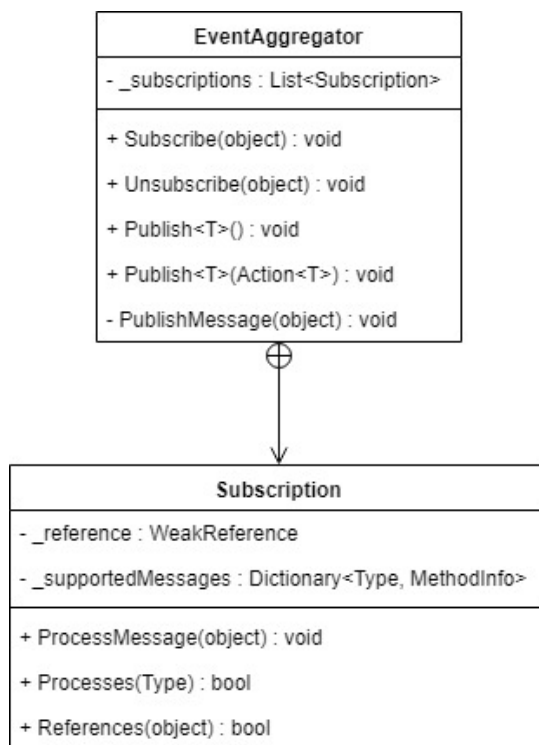 EventAggregator
- _subscriptions : List<Subscription>
+ Subscribe(object) : void
+ Unsubscribe(object) : void
+ Publish<T>() : void
+ Publish<T>(Action<T>) : void
- PublishMessage(object) : void
Subscription
- _reference : WeakReference
- _supportedMessages : Dictionary<Type, MethodInfo>
+ ProcessMessage(object) : void
+ Processes(Type) : bool
+ References(object) : bool